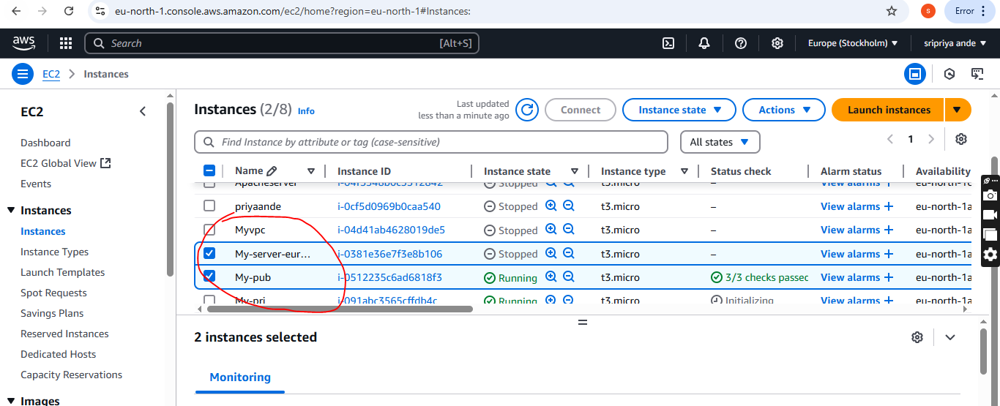 eu-north-1.console.aws.amazon.com/ec2/home?region=eu-north-1#Instances:
S
Error
aws
Search
[Alt+S]
Europe (Stockholm)
sripriya ande
EC2
Instances
EC2
Dashboard
EC2 Global View
Events
Instances
Instances
Instance Types
Launch Templates
Spot Requests
Savings Plans
Reserved Instances
Dedicated Hosts
Capacity Reservations
Images
Instances (2/8) Info
Last updated
less than a minute ago
Connect
Instance state
Actions
Launch instances
Find Instance by attribute or tag (case-sensitive)
All states
1
Name Instance ID Instance state Instance type Status check Alarm status Availability
Apacheserver Stopped t3.micro – View alarms +
priyaande i-0cf5d0969b0caa540 Stopped t3.micro – View alarms + eu-north-1a
Myvpc i-04d41ab4628019de5 Stopped t3.micro – View alarms + eu-north-1a
My-server-eur... i-0381e36e7f3e8b106 Stopped t3.micro – View alarms + eu-north-1a
My-pub i-0512235c6ad6818f3 Running t3.micro 3/3 checks passed View alarms + eu-north-1a
My-pri i-091abc3565cffdb4c Running t3.micro Initializing View alarms + eu-north-1a
2 instances selected
Monitoring